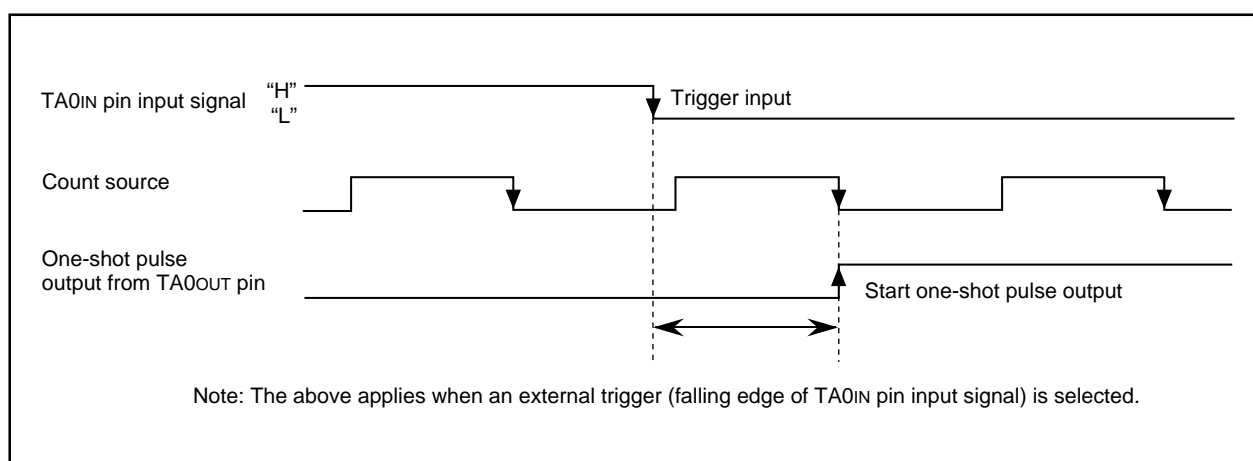 TA0IN pin input signal
“H”
“L”
Trigger input
Count source
One-shot pulse
output from TA0OUT pin
Start one-shot pulse output
Note: The above applies when an external trigger (falling edge of TA0IN pin input signal) is selected.